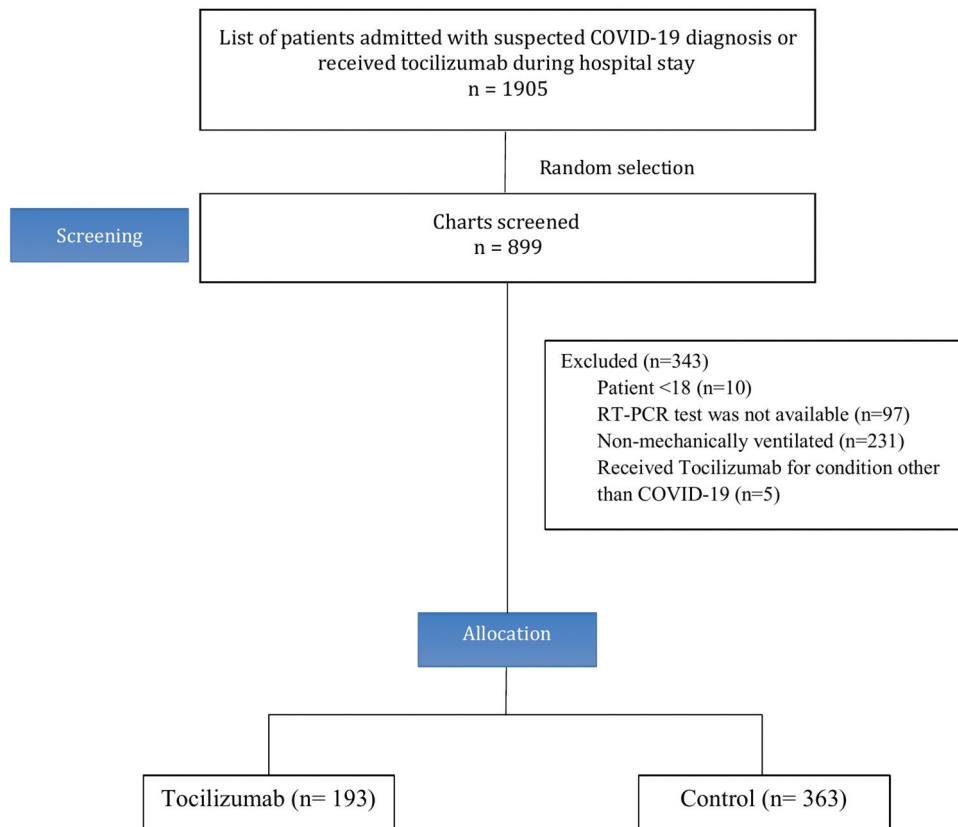 List of patients admitted with suspected COVID-19 diagnosis or
received tocilizumab during hospital stay
n = 1905
Random selection
Screening
Charts screened
n = 899
Excluded (n=343)
Patient <18 (n=10)
RT-PCR test was not available (n=97)
Non-mechanically ventilated (n=231)
Received Tocilizumab for condition other
than COVID-19 (n=5)
Allocation
Tocilizumab (n= 193)
Control (n= 363)